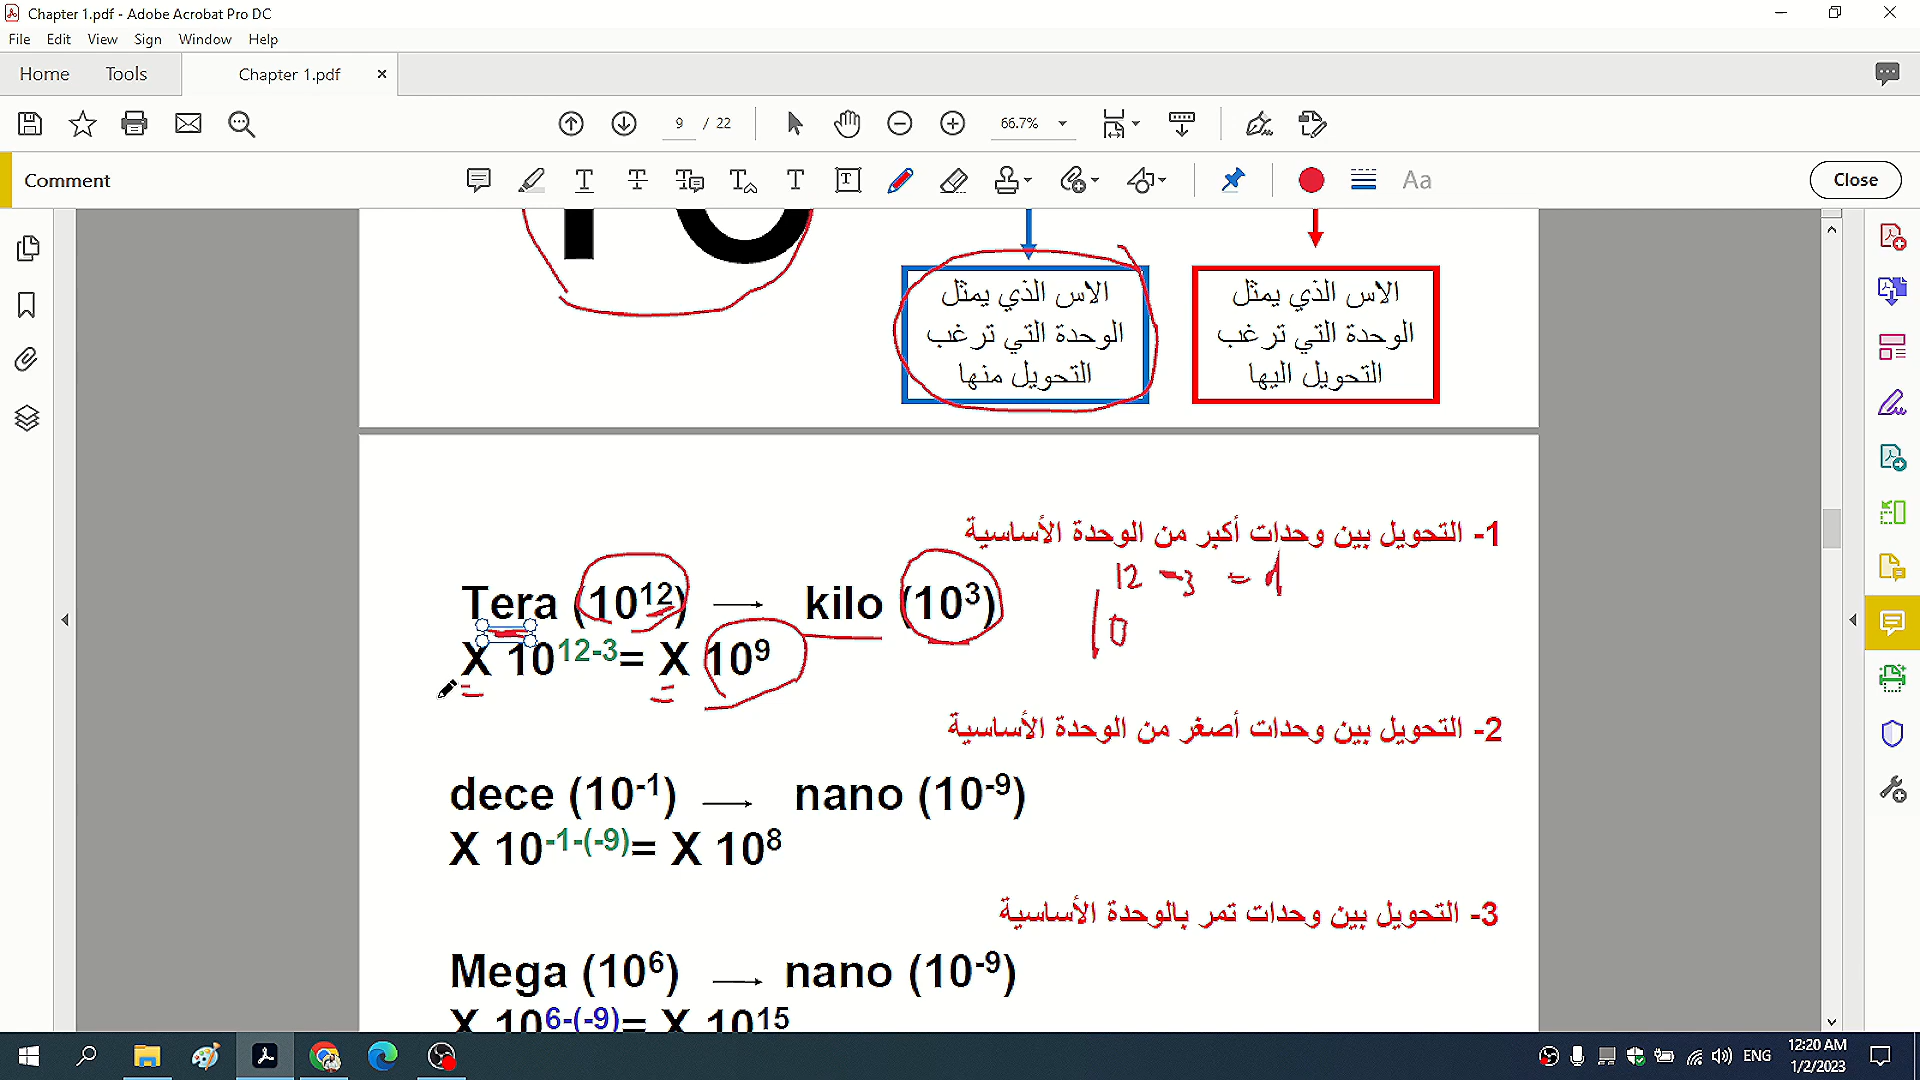 Chapter 1.pdf - Adobe Acrobat Pro DC
File Edit View Sign Window Help
Home Tools Chapter 1.pdf ×
9 / 22 66.7%
Comment Aa Close
الاس الذي يمثل
الوحدة التي ترغب
التحويل منها
الاس الذي يمثل
الوحدة التي ترغب
التحويل اليها
1- التحويل بين وحدات أكبر من الوحدة الأساسية
12 - 3 =
10
Tera (10¹²) → kilo (10³)
X 10¹²⁻³= X 10⁹
2- التحويل بين وحدات أصغر من الوحدة الأساسية
dece (10⁻¹) → nano (10⁻⁹)
X 10⁻¹⁻⁽⁻⁹⁾= X 10⁸
3- التحويل بين وحدات تمر بالوحدة الأساسية
Mega (10⁶) → nano (10⁻⁹)
X 10⁶⁻⁽⁻⁹⁾= X 10¹⁵
ENG
12:20 AM
1/2/2023